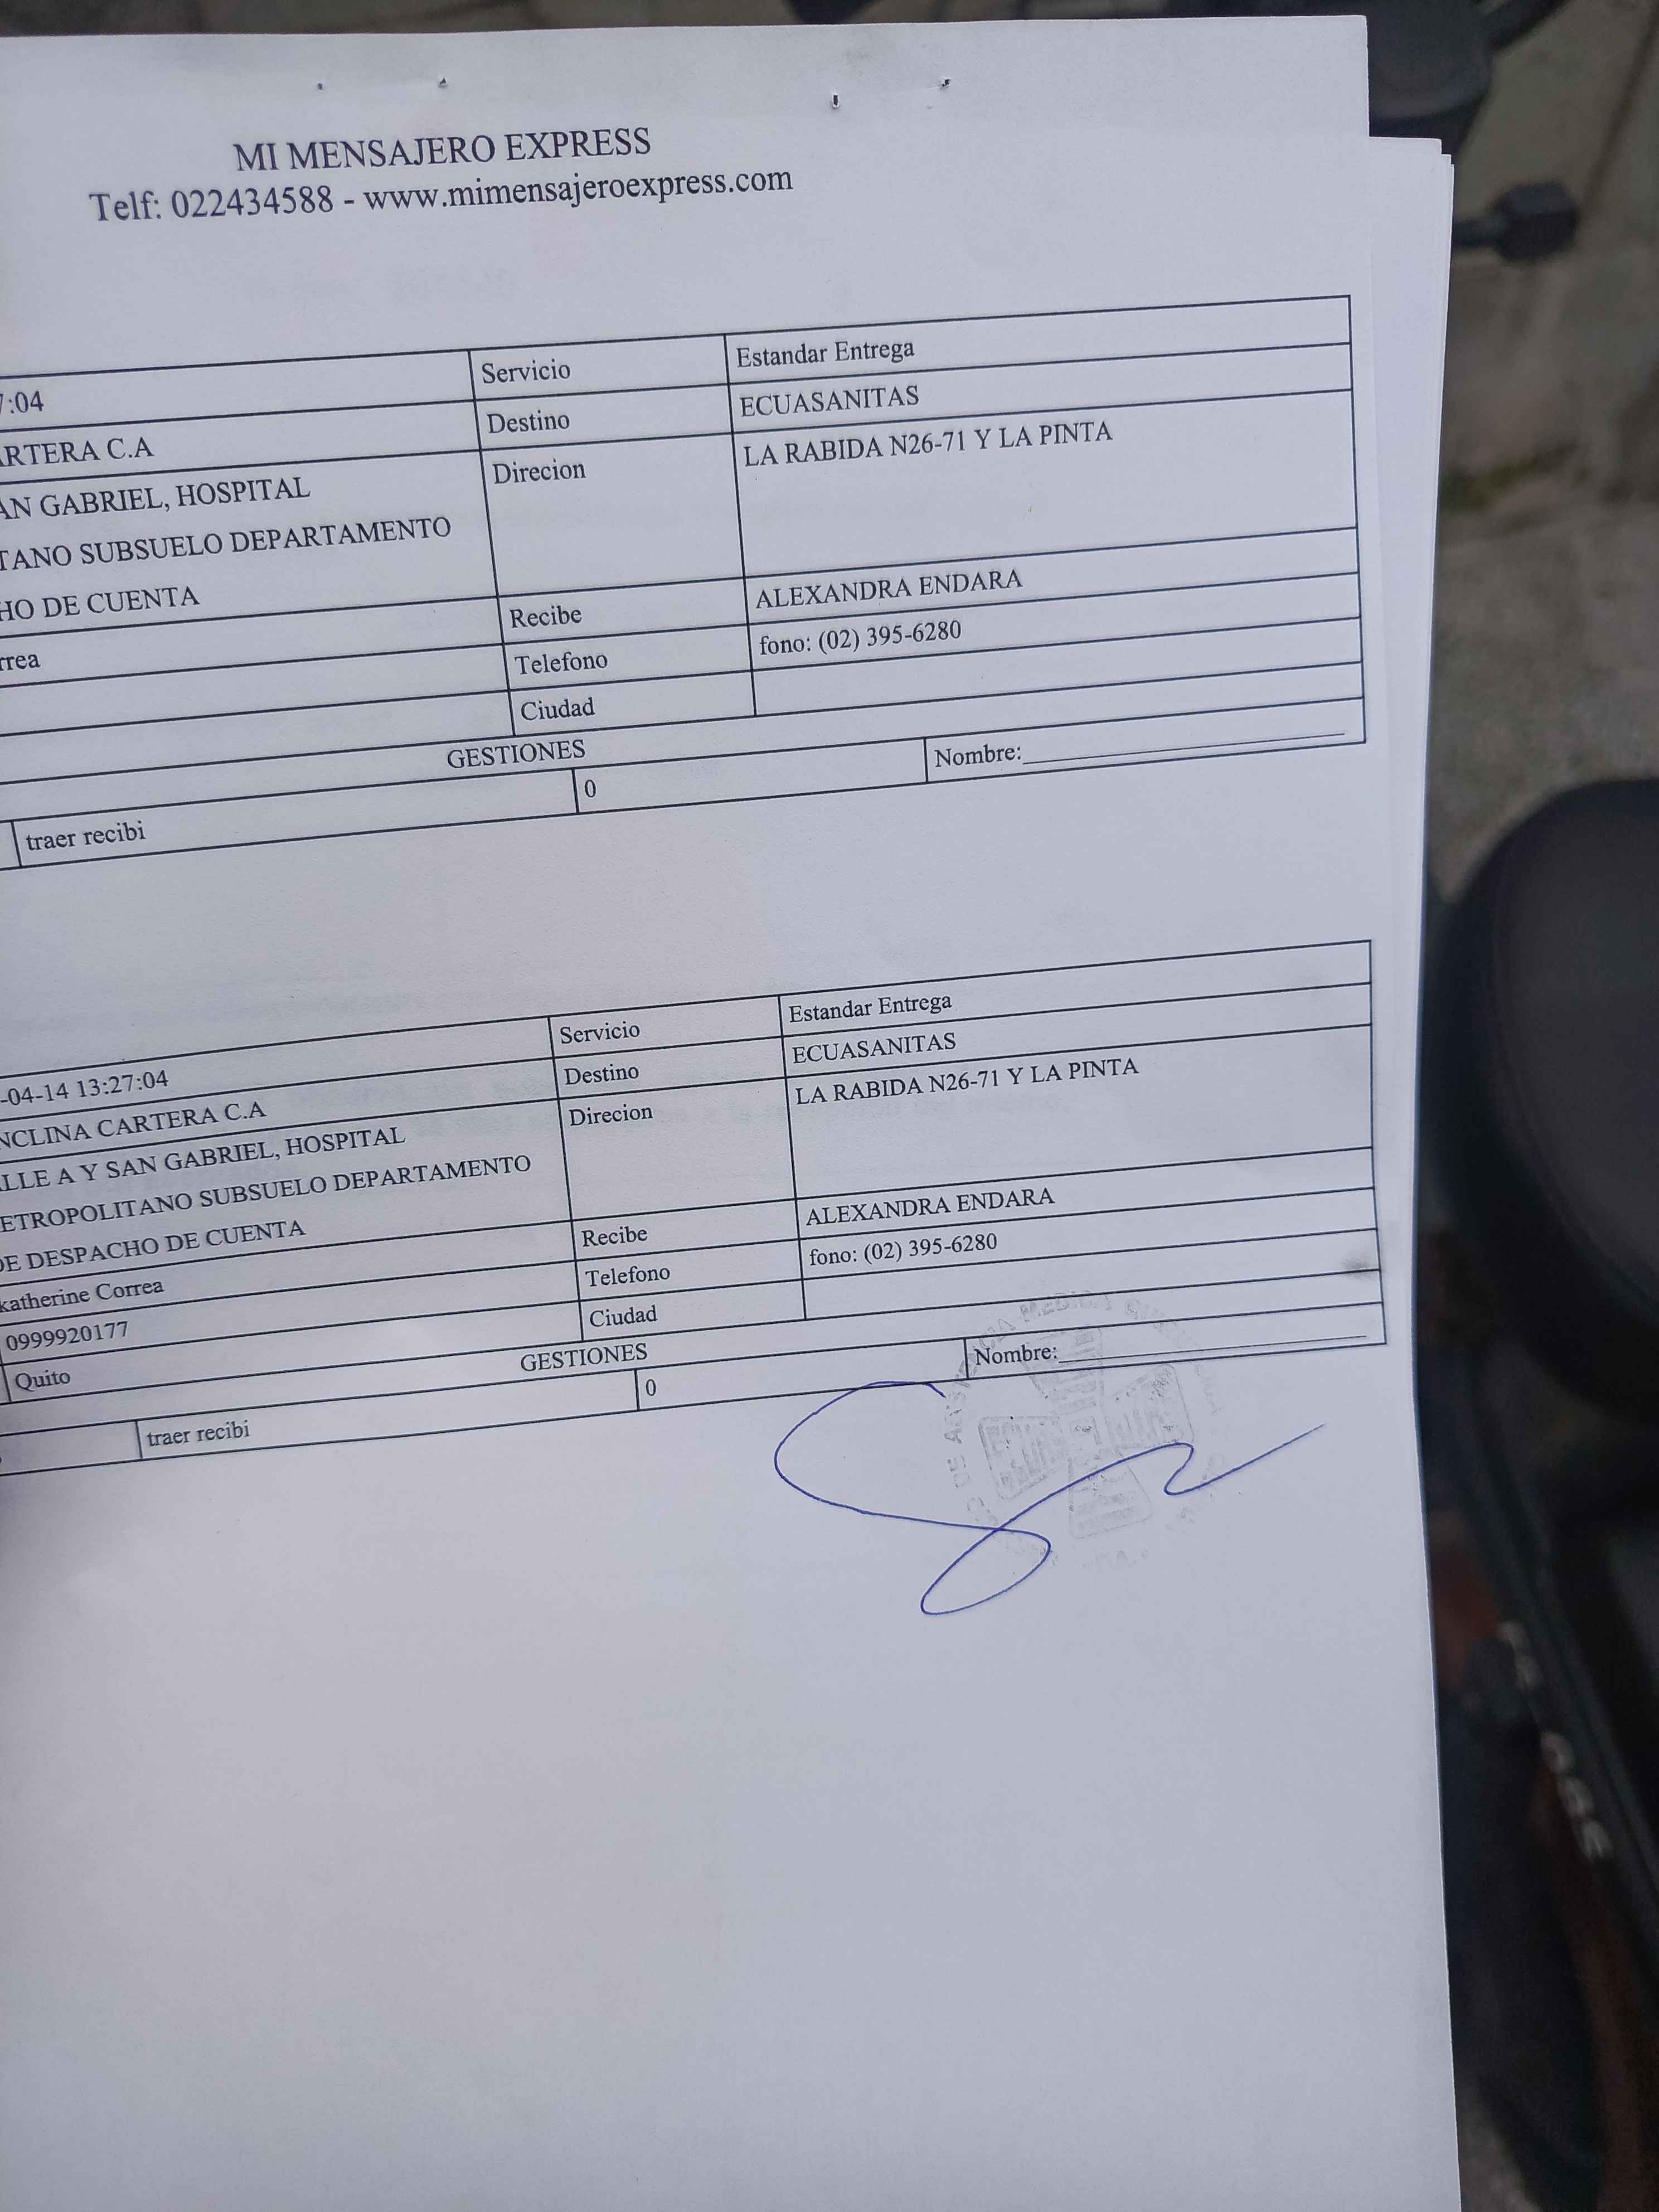 MI MENSAJERO EXPRESS
Telf: 022434588 - www.mimensajeroexpress.com
7:04
Servicio
Estandar Entrega
ARTERA C.A
Destino
ECUASANITAS
AN GABRIEL, HOSPITAL
TANO SUBSUELO DEPARTAMENTO
HO DE CUENTA
Direcion
LA RABIDA N26-71 Y LA PINTA
rrea
Recibe
ALEXANDRA ENDARA
Telefono
fono: (02) 395-6280
Ciudad
GESTIONES
traer recibi
0
Nombre:
-04-14 13:27:04
Servicio
Estandar Entrega
NCLINA CARTERA C.A
Destino
ECUASANITAS
ALLE A Y SAN GABRIEL, HOSPITAL
ETROPOLITANO SUBSUELO DEPARTAMENTO
DE DESPACHO DE CUENTA
Direcion
LA RABIDA N26-71 Y LA PINTA
katherine Correa
Recibe
ALEXANDRA ENDARA
0999920177
Telefono
fono: (02) 395-6280
Quito
Ciudad
GESTIONES
traer recibi
0
Nombre: